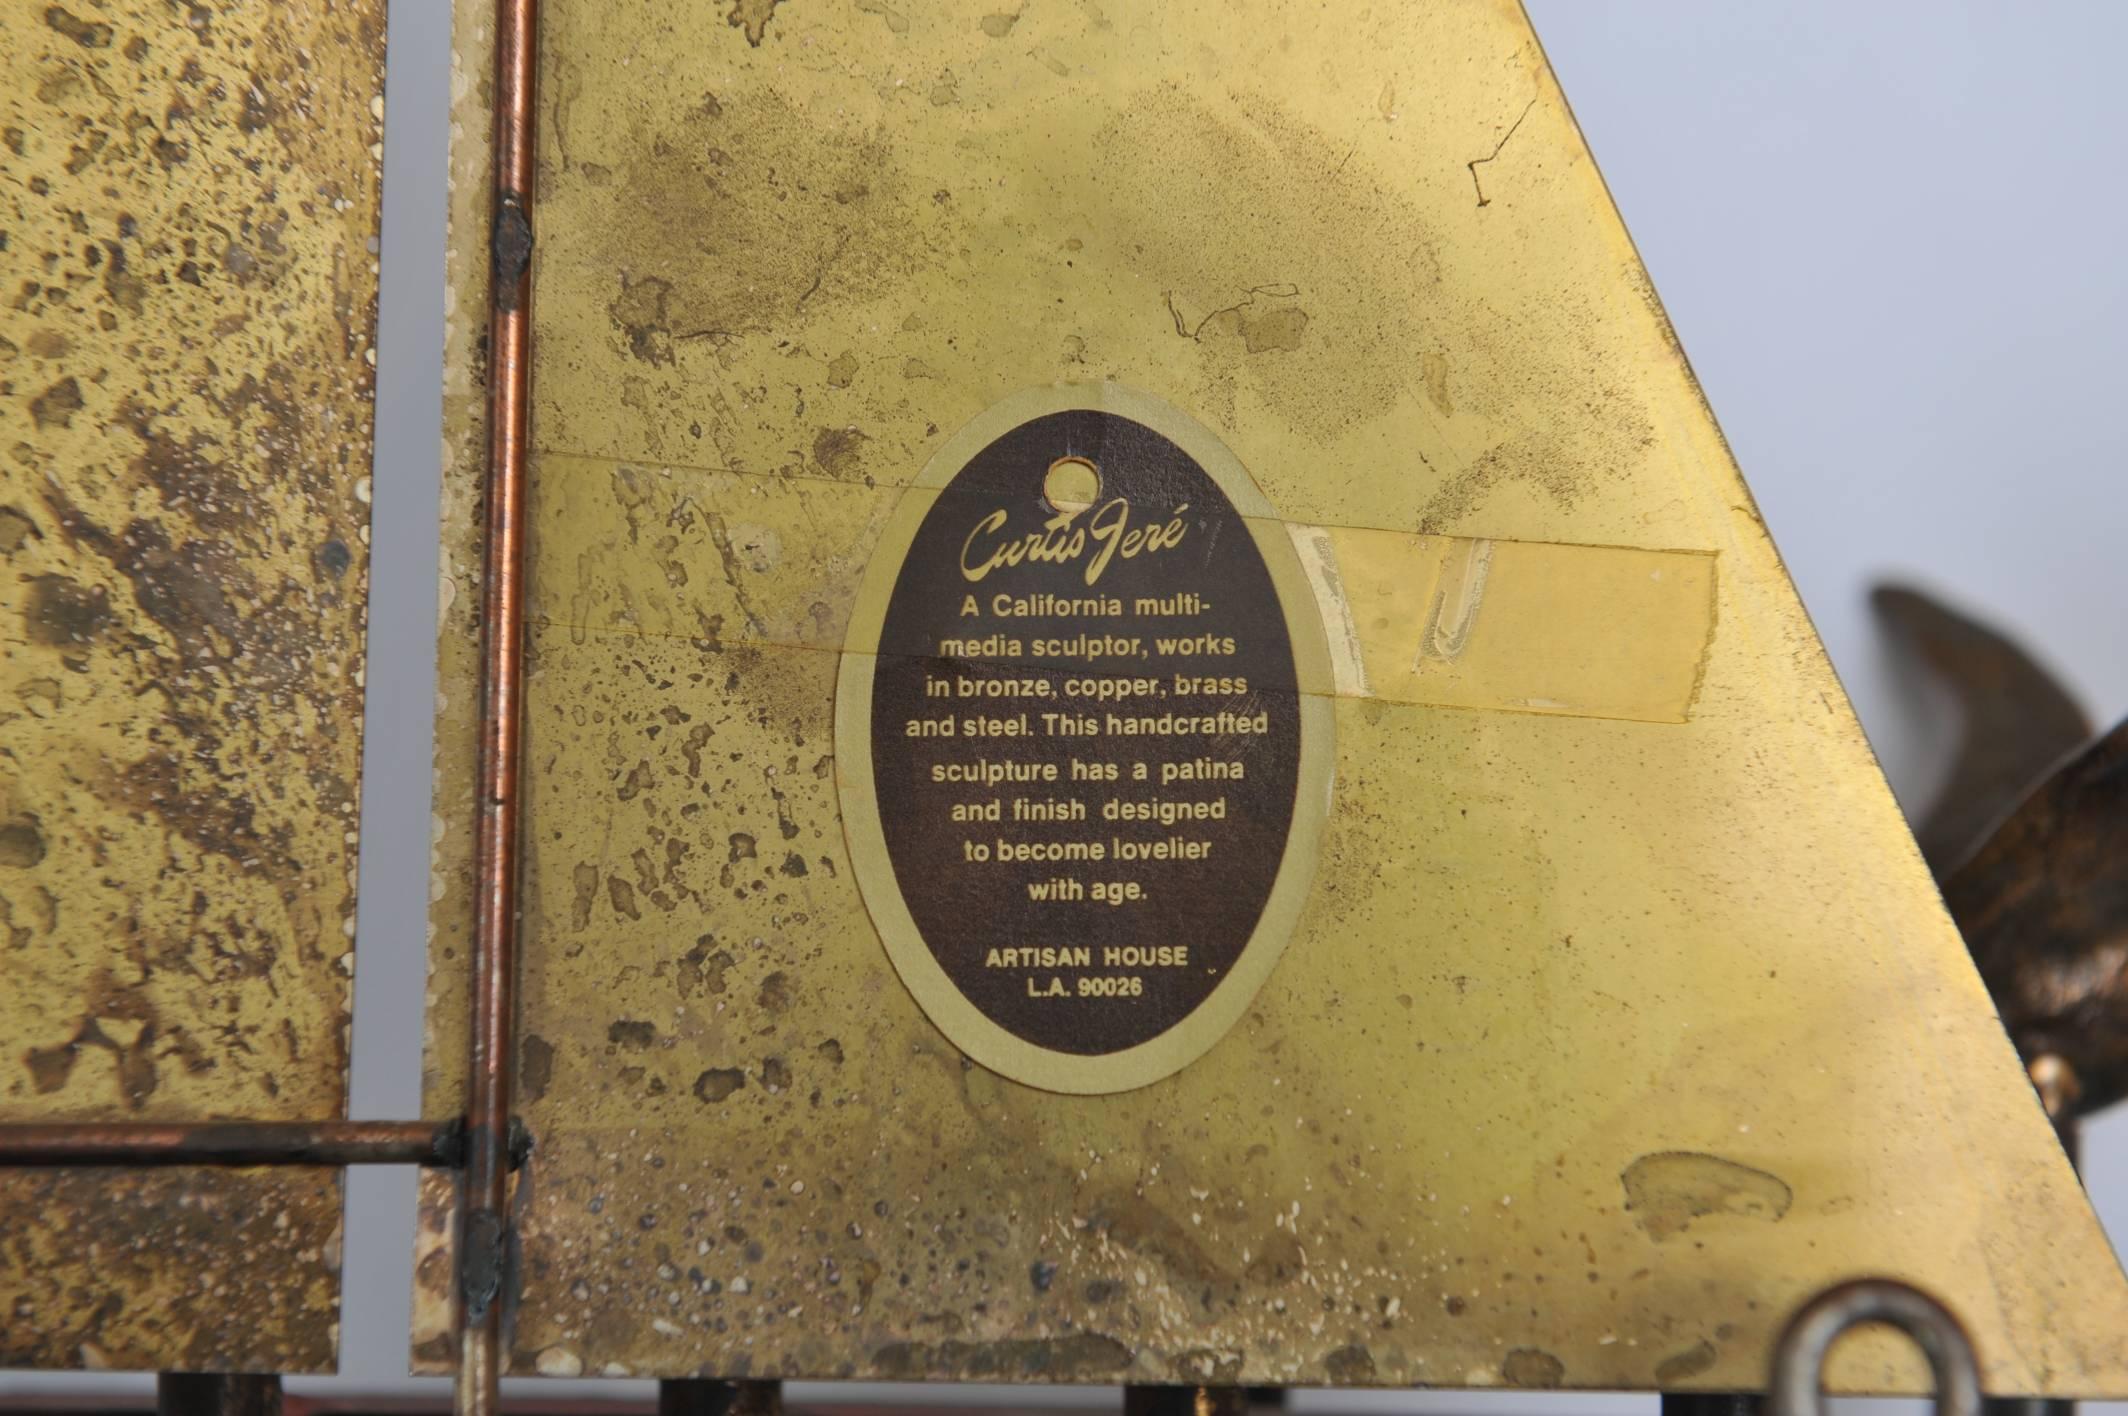 Curtis Jeré
A California multi-
media sculptor, works
in bronze, copper, brass
and steel. This handcrafted
sculpture has a patina
and finish designed
to become lovelier
with age.
ARTISAN HOUSE
L.A. 90026